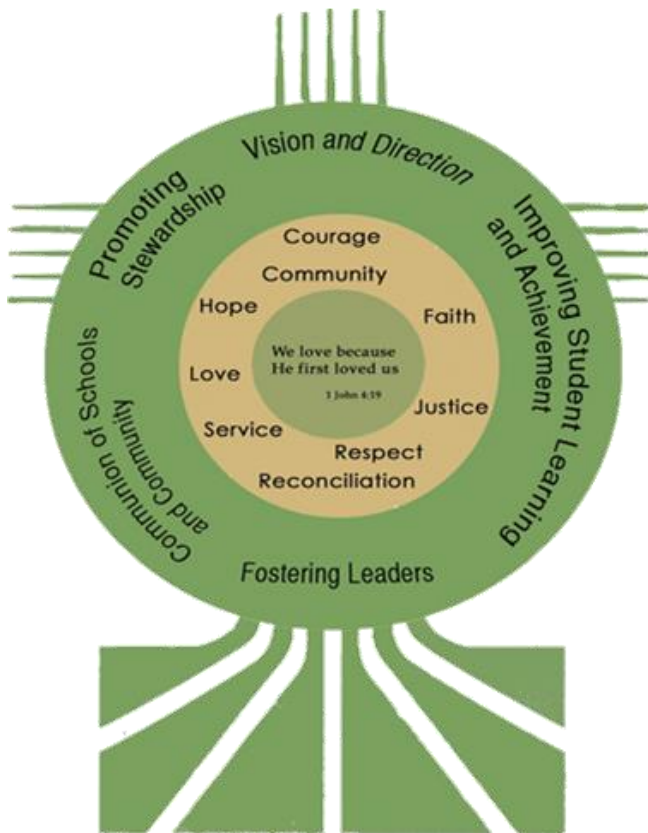 Vision and Direction
Improving Student Learning
and Achievement
Fostering Leaders
Communion of Schools
and Community
Promoting
Stewardship
Courage
Community
Hope
Faith
Love
Justice
Service
Respect
Reconciliation
We love because
He first loved us
1 John 4:19